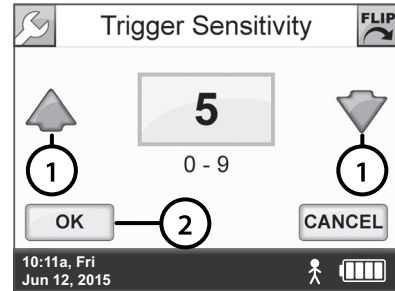 Trigger Sensitivity
FLIP
5
0 - 9
1
1
OK
2
CANCEL
10:11a, Fri
Jun 12, 2015